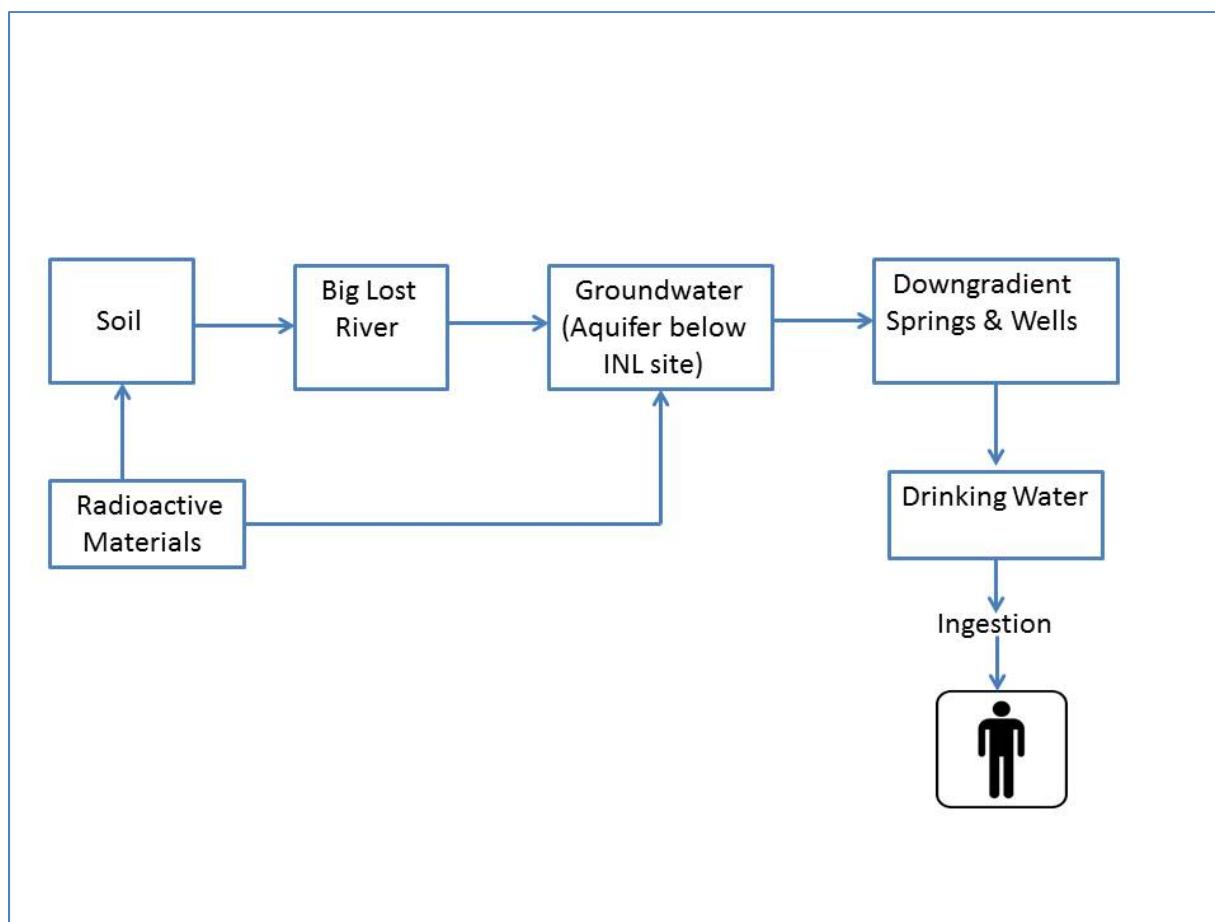 Soil
Big Lost
River
Groundwater
(Aquifer below
INL site)
Downgradient
Springs & Wells
Radioactive
Materials
Drinking Water
Ingestion